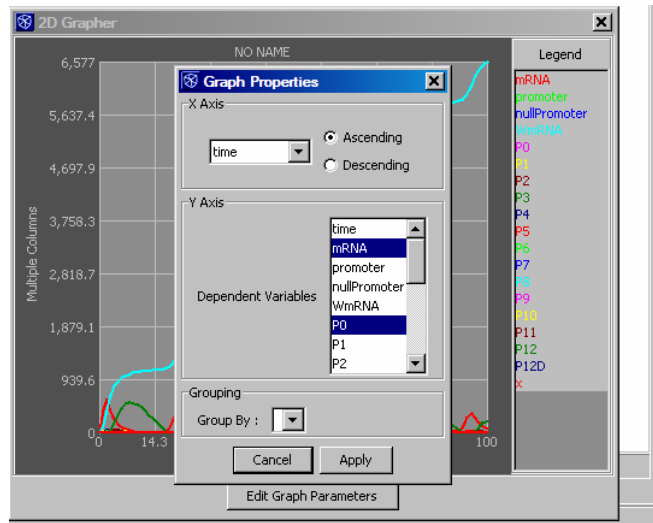 2D Grapher
NO NAME
6,577
5,637.4
4,697.9
3,758.3
2,818.7
1,879.1
939.6
0
Multiple Columns
0
14.3
100
Graph Properties
X Axis
time
Ascending
Descending
Y Axis
Dependent Variables
time
mRNA
promoter
nullPromoter
WmRNA
P0
P1
P2
Grouping
Group By :
Cancel
Apply
Legend
mRNA
promoter
nullPromoter
WmRNA
P0
P1
P2
P3
P4
P5
P6
P7
P8
P9
P10
P11
P12
P12D
x
Edit Graph Parameters